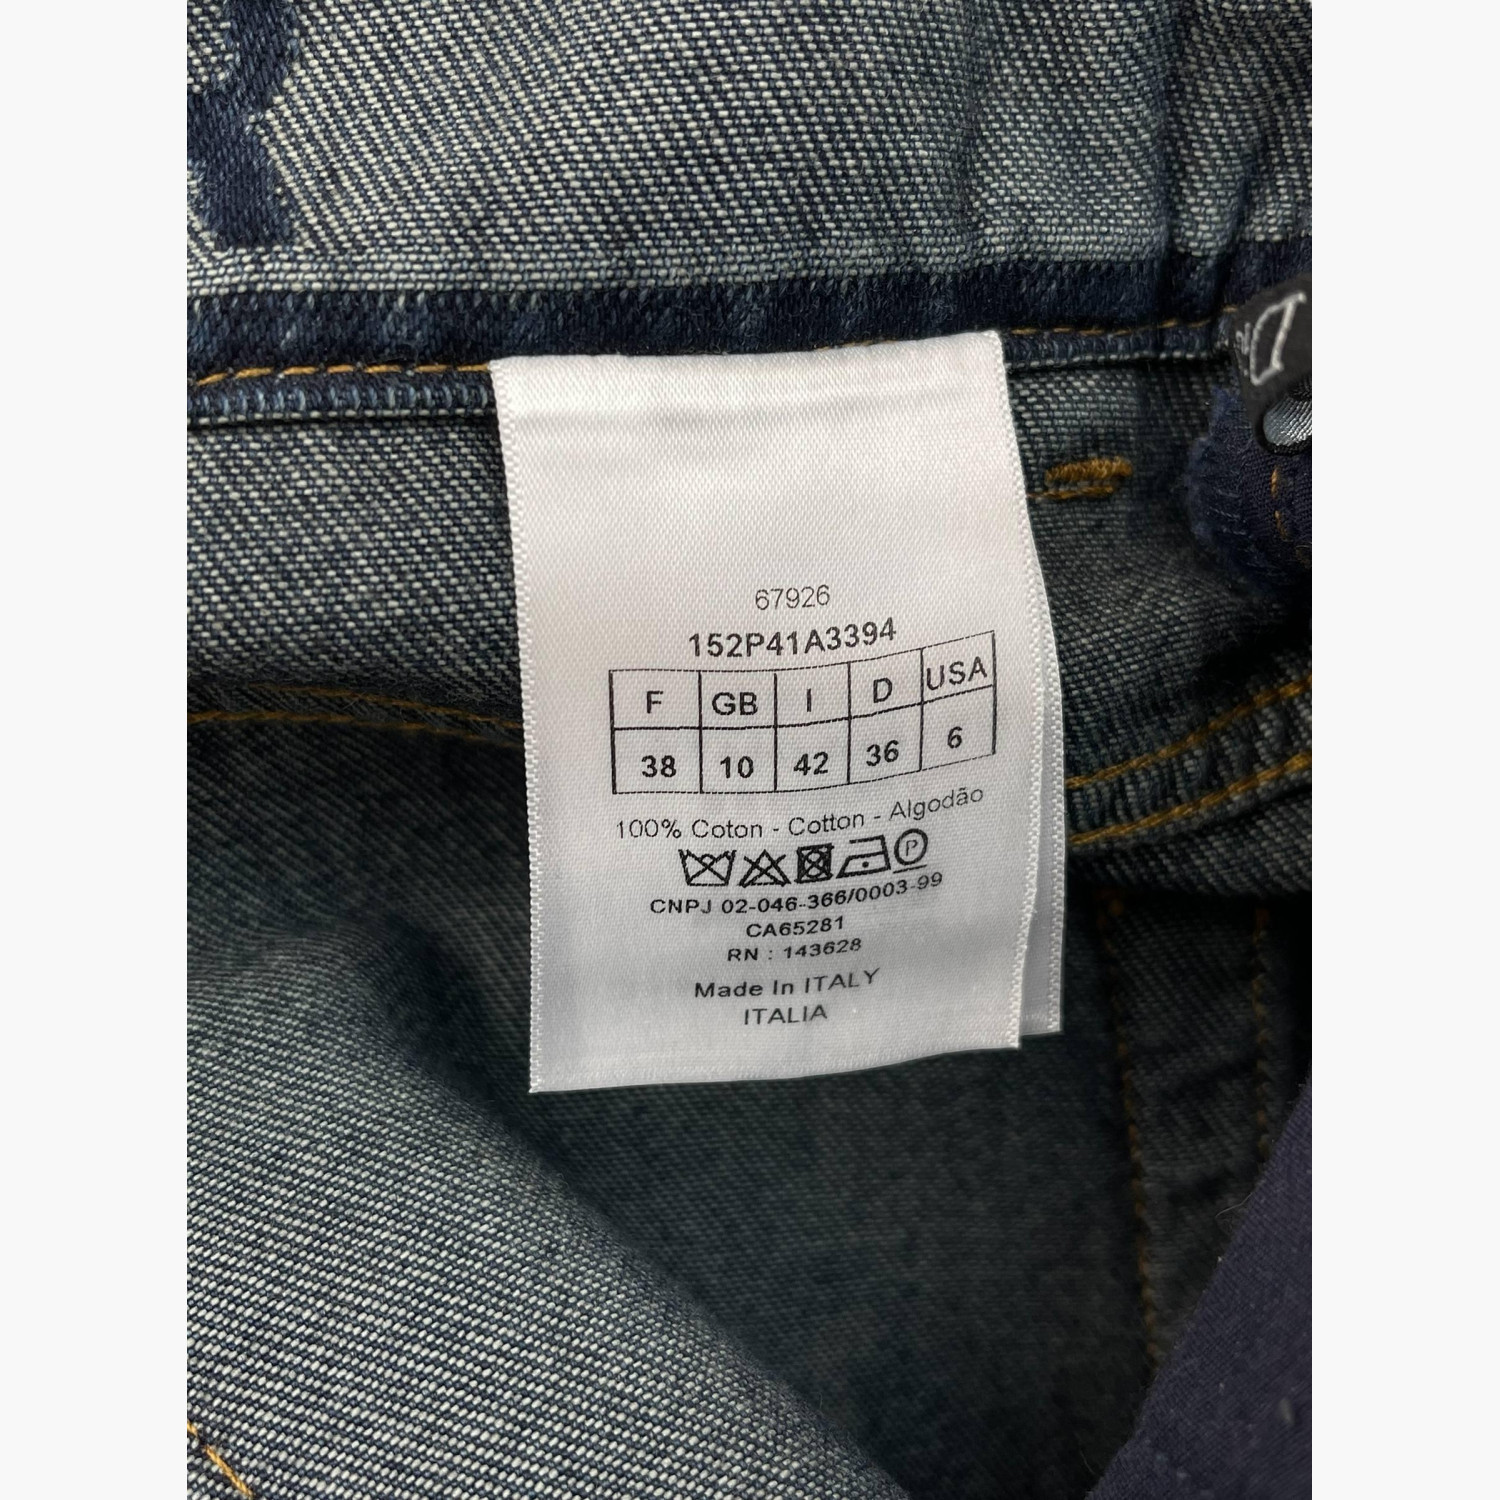 67926
152P41A3394
F GB I D USA
38 10 42 36 6
100% Coton - Cotton - Algodão
P
CNPJ 02-046-366/0003-99
CA65281
RN : 143628
Made In ITALY
ITALIA